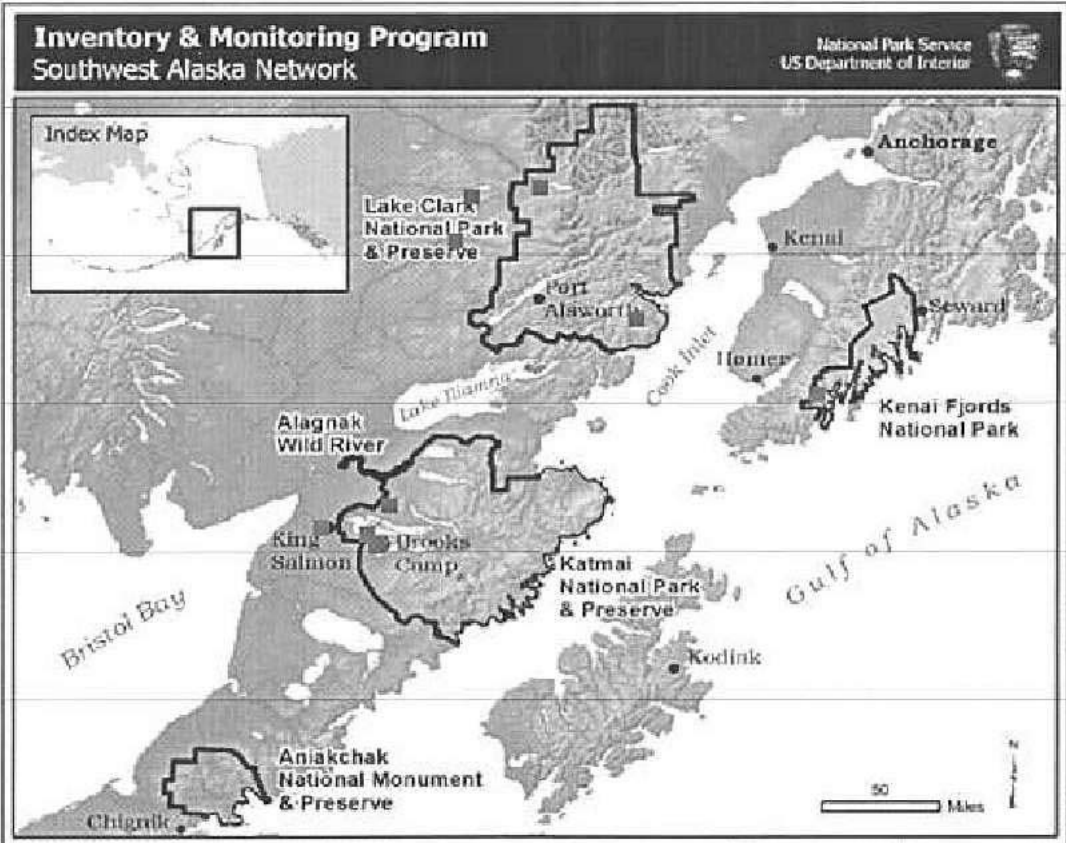 Inventory & Monitoring Program
Southwest Alaska Network
National Park Service
US Department of Interior
Index Map
Anchorage
Lake Clark
National Park
& Preserve
Kenai
Port
Alsworth
Seward
Cook Inlet
Homer
Lake Iliamna
Kenai Fjords
National Park
Alagnak
Wild River
Gulf of Alaska
King
Salmon
Brooks
Camp
Katmai
National Park
& Preserve
Bristol Bay
Kodiak
Aniakchak
National Monument
& Preserve
Chignik
N
50
Miles